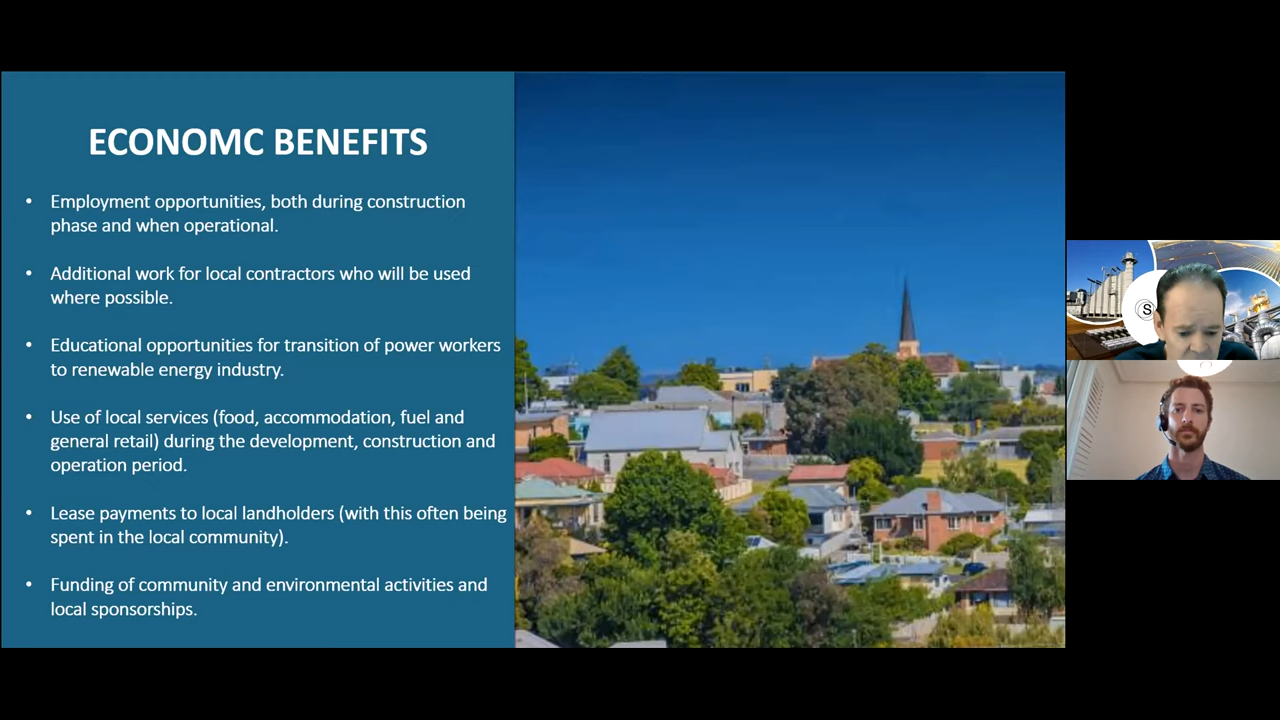 ECONOMC BENEFITS
• Employment opportunities, both during construction
phase and when operational.
• Additional work for local contractors who will be used
where possible.
• Educational opportunities for transition of power workers
to renewable energy industry.
• Use of local services (food, accommodation, fuel and
general retail) during the development, construction and
operation period.
• Lease payments to local landholders (with this often being
spent in the local community).
• Funding of community and environmental activities and
local sponsorships.
S